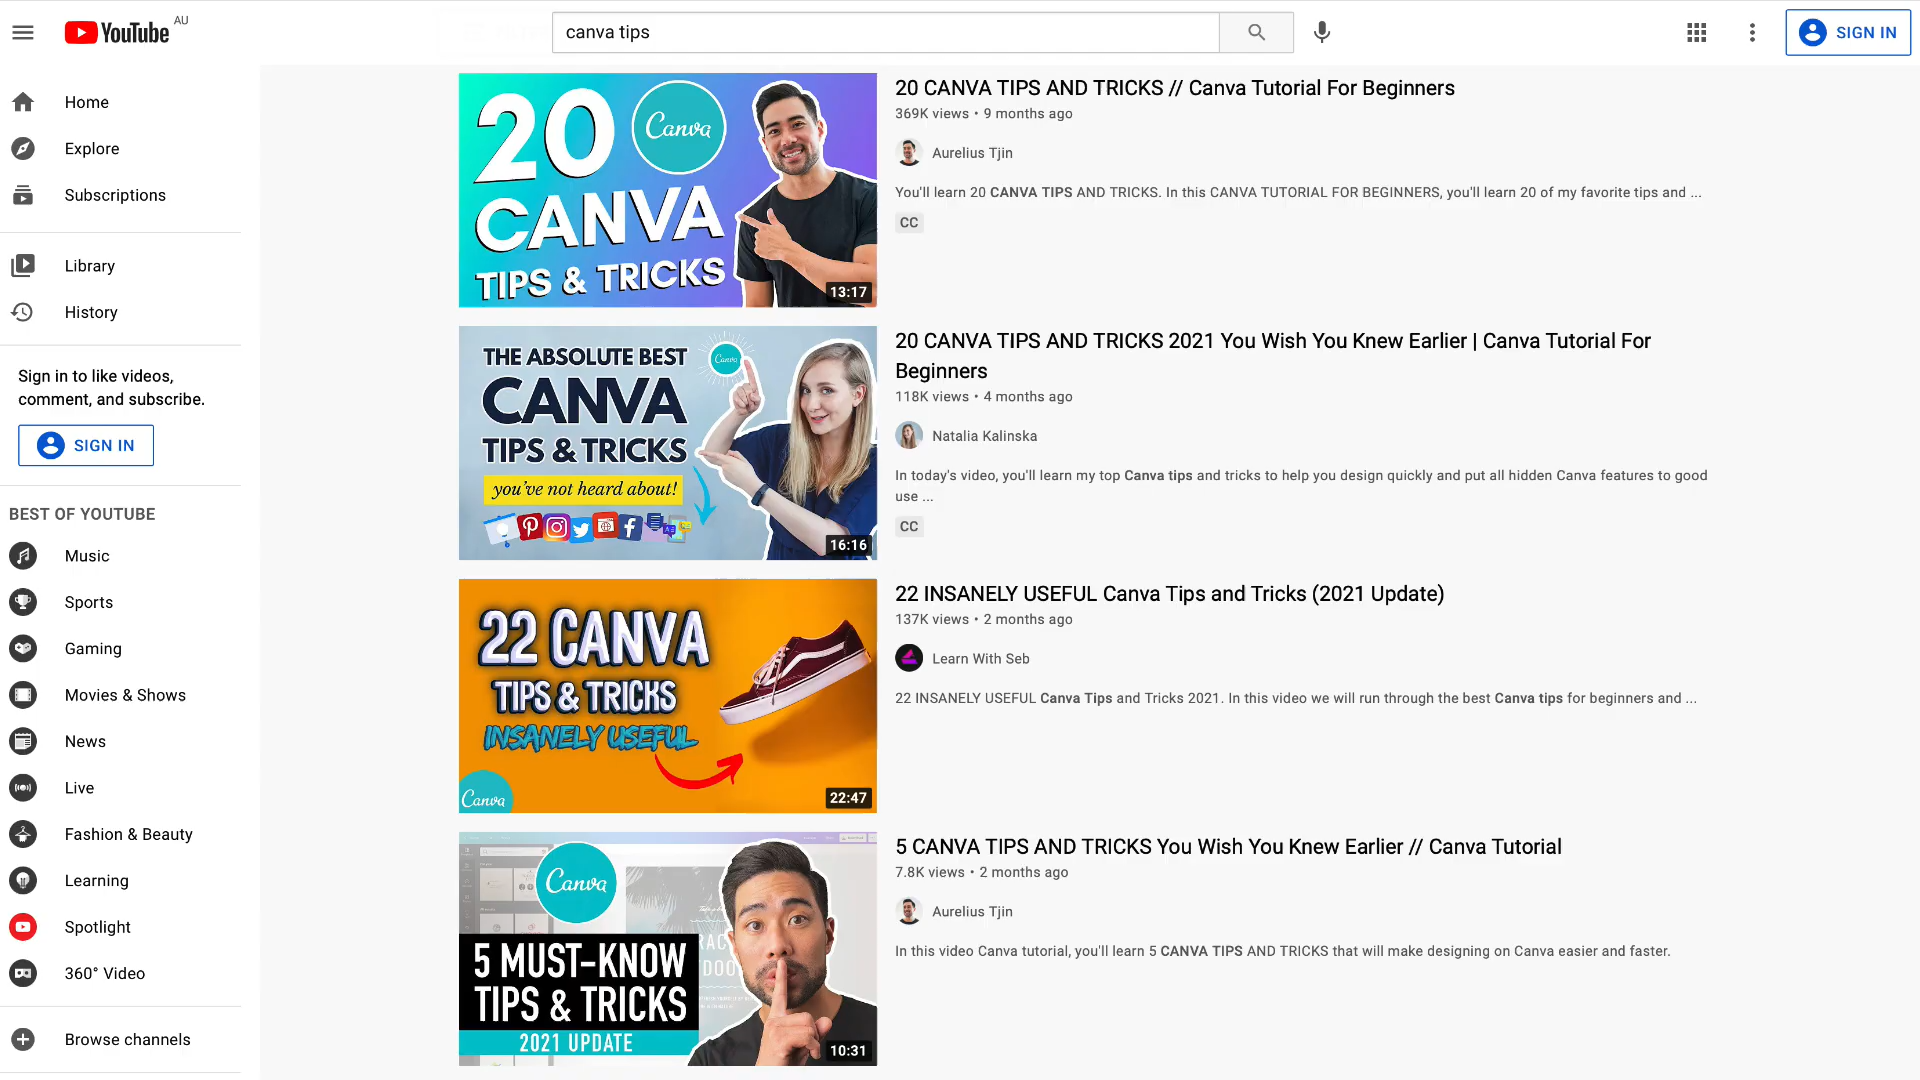 YouTube AU
canva tips
SIGN IN
Home
Explore
Subscriptions
Library
History
Sign in to like videos,
comment, and subscribe.
SIGN IN
BEST OF YOUTUBE
Music
Sports
Gaming
Movies & Shows
News
Live
Fashion & Beauty
Learning
Spotlight
360° Video
Browse channels
20
Canva
CANVA
TIPS & TRICKS
13:17
20 CANVA TIPS AND TRICKS // Canva Tutorial For Beginners
369K views • 9 months ago
Aurelius Tjin
You'll learn 20 CANVA TIPS AND TRICKS. In this CANVA TUTORIAL FOR BEGINNERS, you'll learn 20 of my favorite tips and ...
CC
THE ABSOLUTE BEST
Canva
CANVA
TIPS & TRICKS
you've not heard about!
16:16
20 CANVA TIPS AND TRICKS 2021 You Wish You Knew Earlier | Canva Tutorial For
Beginners
118K views • 4 months ago
Natalia Kalinska
In today's video, you'll learn my top Canva tips and tricks to help you design quickly and put all hidden Canva features to good
use ...
CC
22 CANVA
TIPS & TRICKS
INSANELY USEFUL
Canva
22:47
22 INSANELY USEFUL Canva Tips and Tricks (2021 Update)
137K views • 2 months ago
Learn With Seb
22 INSANELY USEFUL Canva Tips and Tricks 2021. In this video we will run through the best Canva tips for beginners and ...
Canva
5 MUST-KNOW
TIPS & TRICKS
2021 UPDATE
10:31
5 CANVA TIPS AND TRICKS You Wish You Knew Earlier // Canva Tutorial
7.8K views • 2 months ago
Aurelius Tjin
In this video Canva tutorial, you'll learn 5 CANVA TIPS AND TRICKS that will make designing on Canva easier and faster.